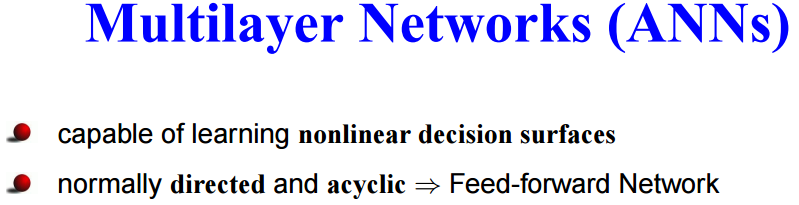 Multilayer Networks (ANNs)
capable of learning nonlinear decision surfaces
normally directed and acyclic ⇒ Feed-forward Network